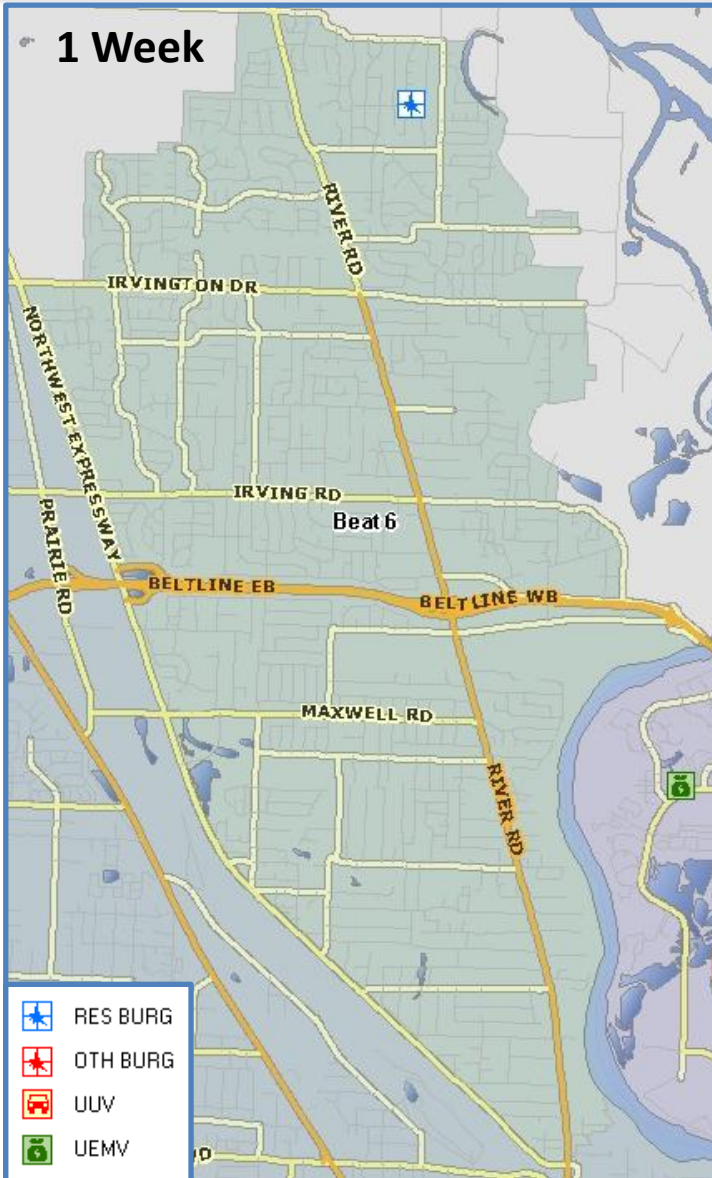 1 Week
RIVER RD
IRVINGTON DR
NORTHWEST EXPRESSWAY
IRVING RD
Beat 6
PRAIRIE RD
BELTLINE EB
BELTLINE WB
MAXWELL RD
RIVER RD
RES BURG
OTH BURG
UUV
UEMV